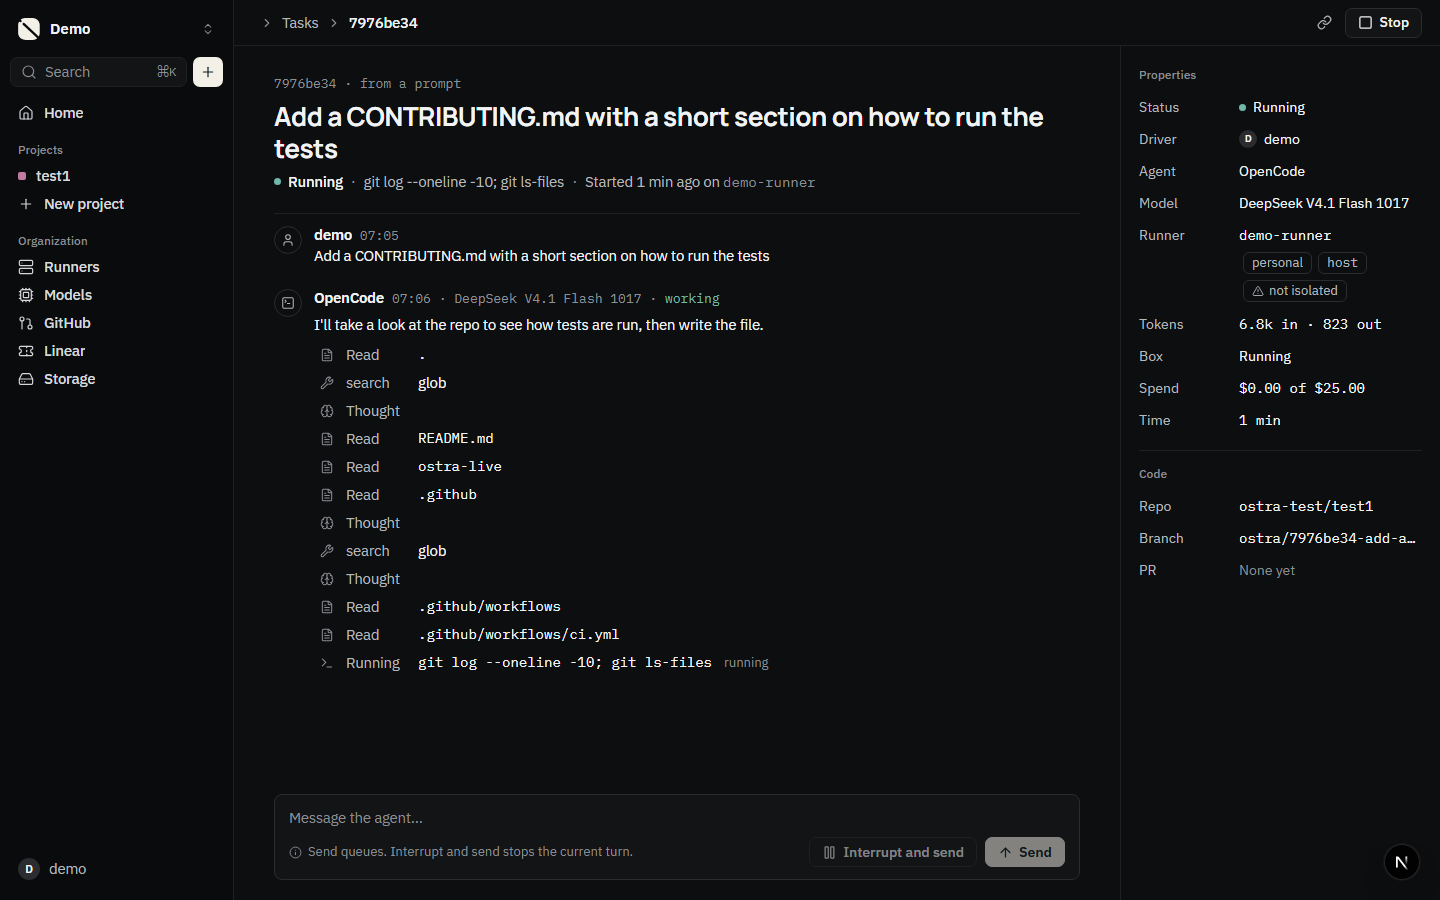 Demo
Search ⌘K
Home
Projects
test1
New project
Organization
Runners
Models
GitHub
Linear
Storage
D demo
Tasks 7976be34
Stop
7976be34 · from a prompt
Add a CONTRIBUTING.md with a short section on how to run the
tests
Running · git log --oneline -10; git ls-files · Started 1 min ago on demo-runner
demo 07:05
Add a CONTRIBUTING.md with a short section on how to run the tests
OpenCode 07:06 · DeepSeek V4.1 Flash 1017 · working
I'll take a look at the repo to see how tests are run, then write the file.
Read .
search glob
Thought
Read README.md
Read ostra-live
Read .github
Thought
search glob
Thought
Read .github/workflows
Read .github/workflows/ci.yml
Running git log --oneline -10; git ls-files running
Message the agent...
Send queues. Interrupt and send stops the current turn.
Interrupt and send
Send
Properties
Status Running
Driver D demo
Agent OpenCode
Model DeepSeek V4.1 Flash 1017
Runner demo-runner
personal host
not isolated
Tokens 6.8k in · 823 out
Box Running
Spend $0.00 of $25.00
Time 1 min
Code
Repo ostra-test/test1
Branch ostra/7976be34-add-a…
PR None yet
N